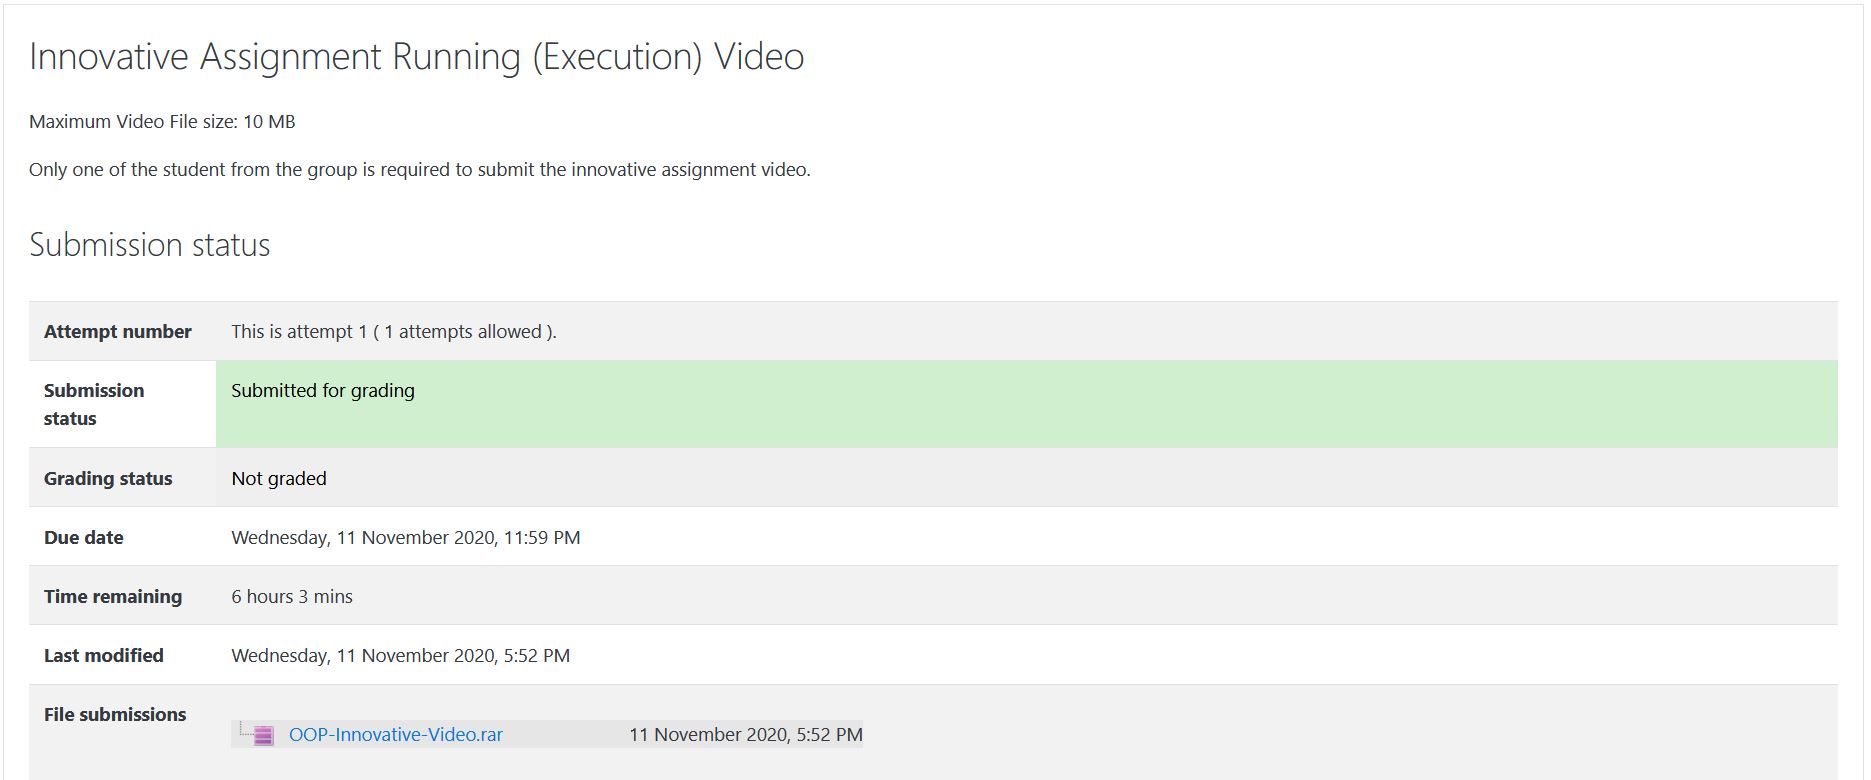 Innovative Assignment Running (Execution) Video
Maximum Video File size: 10 MB
Only one of the student from the group is required to submit the innovative assignment video.
Submission status
Attempt number This is attempt 1 ( 1 attempts allowed ).
Submission status Submitted for grading
Grading status Not graded
Due date Wednesday, 11 November 2020, 11:59 PM
Time remaining 6 hours 3 mins
Last modified Wednesday, 11 November 2020, 5:52 PM
File submissions
OOP-Innovative-Video.rar 11 November 2020, 5:52 PM